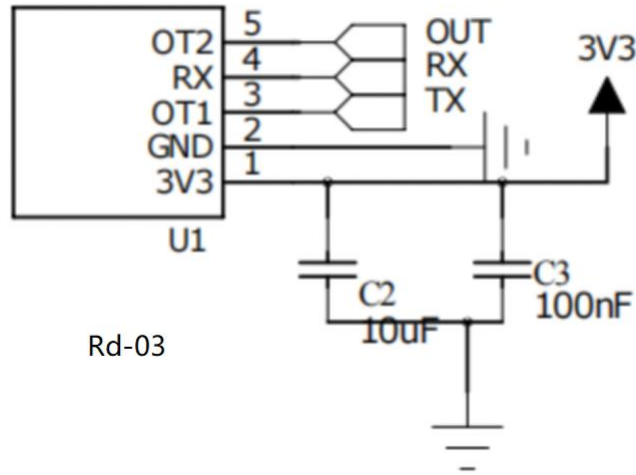 OT2 5 OUT
RX 4 RX
OT1 3 TX
GND 2
3V3 1
3V3
U1
C2
10uF
C3
100nF
Rd-03